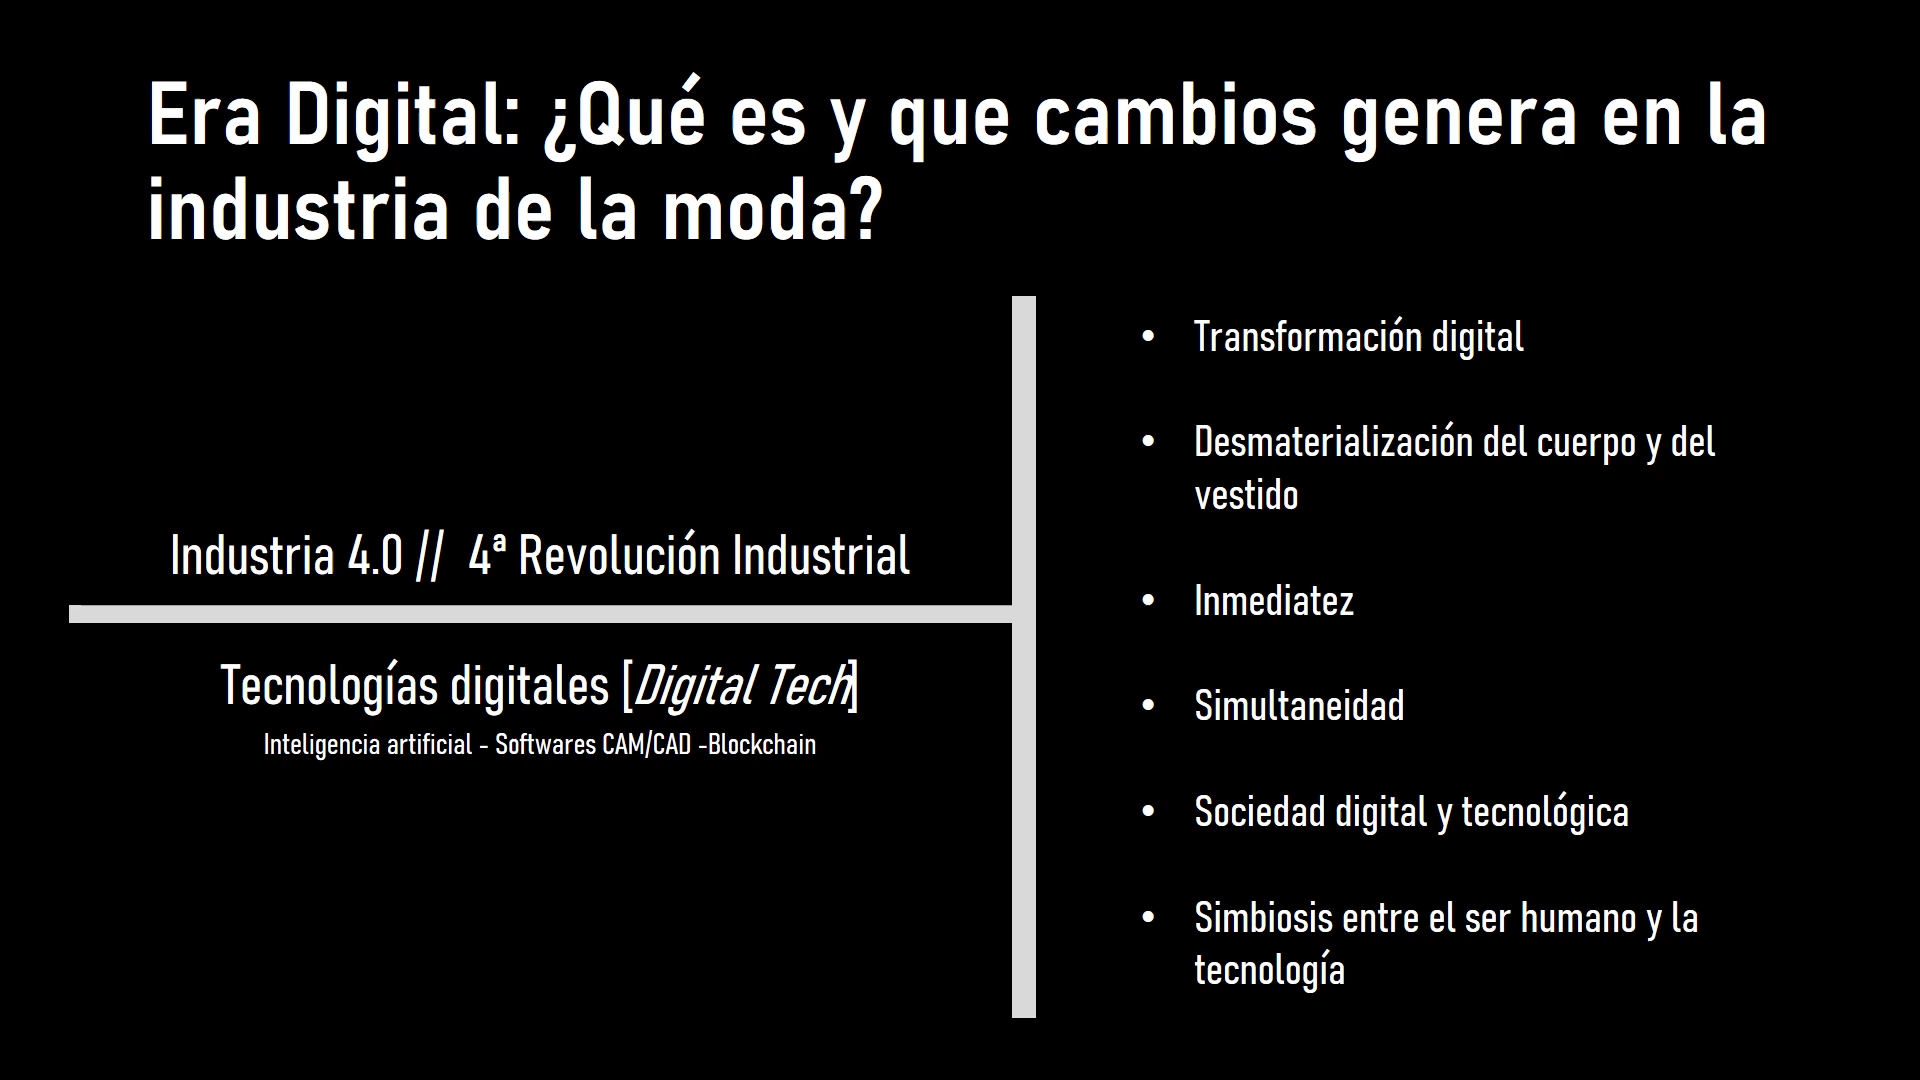 Era Digital: ¿Qué es y que cambios genera en la
industria de la moda?
Industria 4.0 //  4ª Revolución Industrial
Tecnologías digitales [Digital Tech]
Inteligencia artificial - Softwares CAM/CAD -Blockchain
• Transformación digital
• Desmaterialización del cuerpo y del
vestido
• Inmediatez
• Simultaneidad
• Sociedad digital y tecnológica
• Simbiosis entre el ser humano y la
tecnología